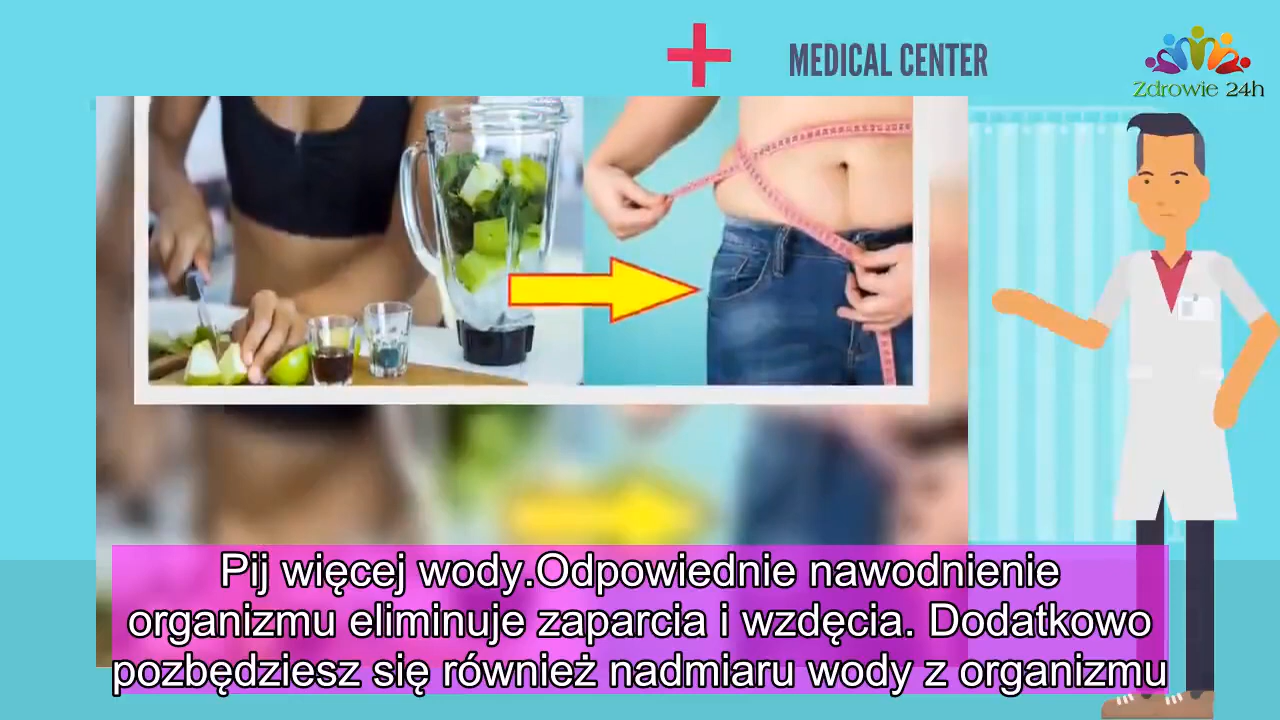 MEDICAL CENTER
Zdrowie 24h
Pij więcej wody.Odpowiednie nawodnienie
organizmu eliminuje zaparcia i wzdęcia. Dodatkowo
pozbędziesz się również nadmiaru wody z organizmu